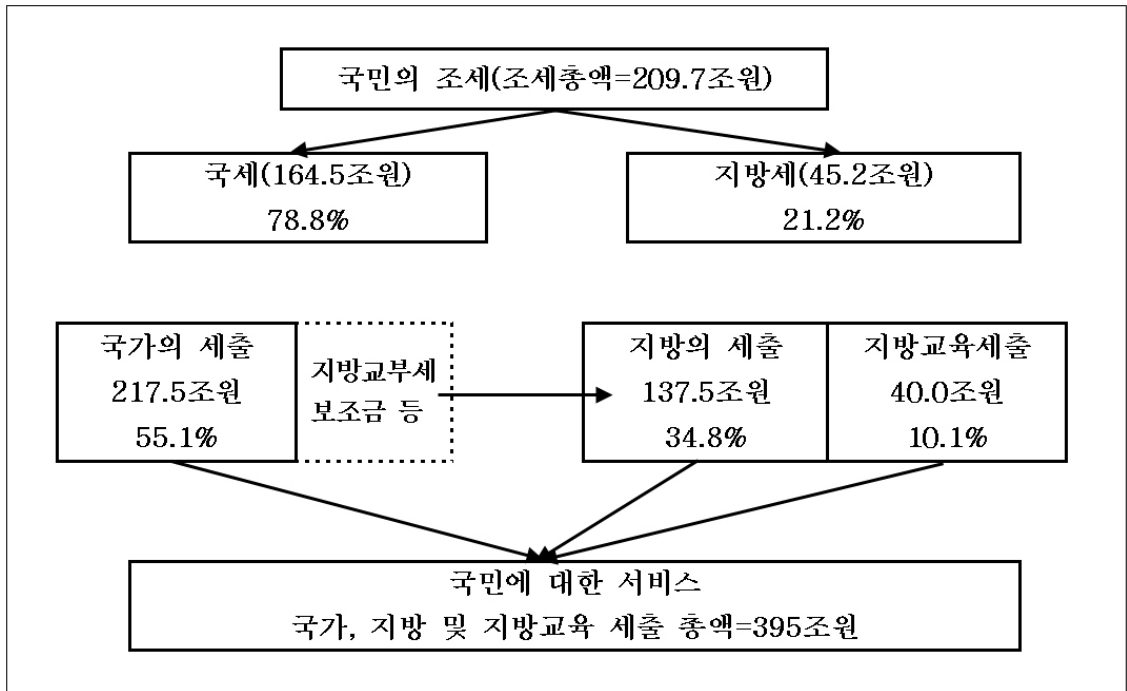 국민의 조세(조세총액=209.7조원)
국세(164.5조원)
78.8%
지방세(45.2조원)
21.2%
국가의 세출
217.5조원
55.1%
지방교부세
보조금 등
지방의 세출
137.5조원
34.8%
지방교육세출
40.0조원
10.1%
국민에 대한 서비스
국가, 지방 및 지방교육 세출 총액=395조원